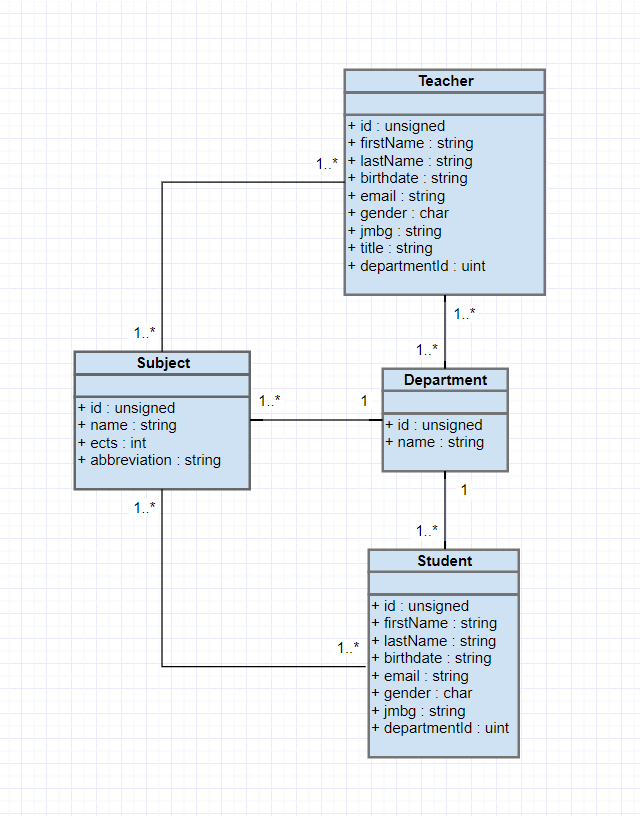 Teacher
+ id : unsigned
+ firstName : string
+ lastName : string
+ birthdate : string
+ email : string
+ gender : char
+ jmbg : string
+ title : string
+ departmentId : uint
1..*
1..*
1..*
1..*
Subject
+ id : unsigned
+ name : string
+ ects : int
+ abbreviation : string
1..*
1
Department
+ id : unsigned
+ name : string
1..*
1
1..*
1..*
Student
+ id : unsigned
+ firstName : string
+ lastName : string
+ birthdate : string
+ email : string
+ gender : char
+ jmbg : string
+ departmentId : uint